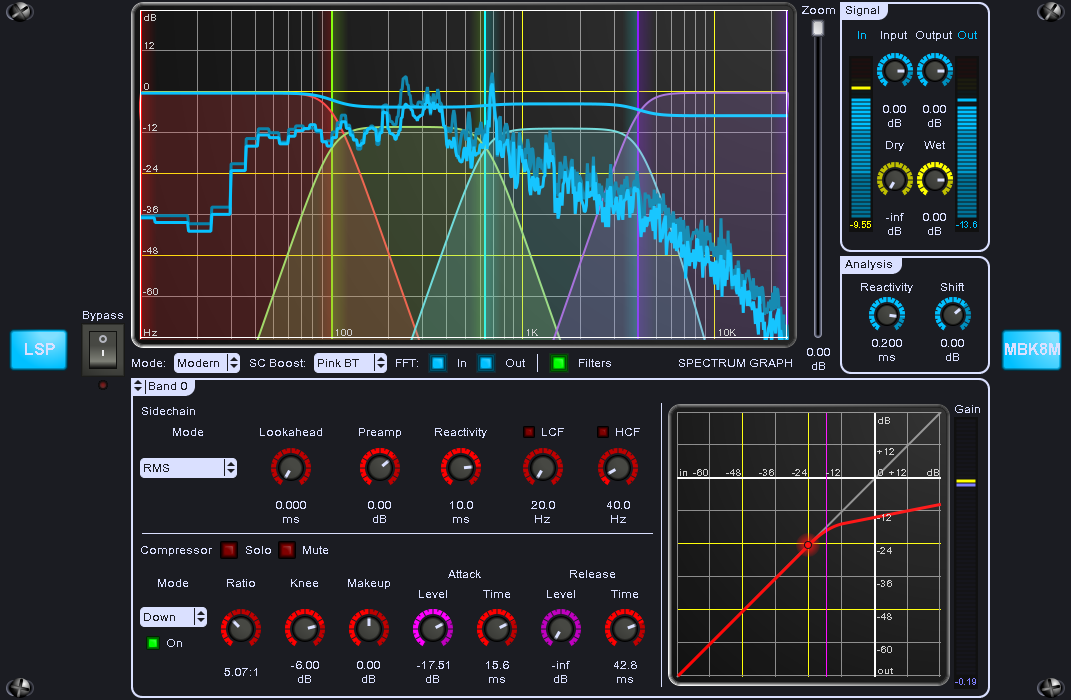 Zoom
Signal
dB
12
0
-12
-24
-36
-48
-60
Hz
100
1K
10K
In
Input
Output
Out
0.00
dB
0.00
dB
Dry
Wet
-inf
dB
0.00
dB
-9.55
-13.6
Analysis
Reactivity
Shift
0.200
ms
0.00
dB
Bypass
LSP
MBK8M
0.00
dB
Mode:
Modern
SC Boost:
Pink BT
FFT:
In
Out
Filters
SPECTRUM GRAPH
Band 0
Sidechain
Mode
Lookahead
Preamp
Reactivity
LCF
HCF
RMS
0.000
ms
0.00
dB
10.0
ms
20.0
Hz
40.0
Hz
Compressor
Solo
Mute
Mode
Ratio
Knee
Makeup
Attack
Release
Level
Time
Level
Time
Down
On
5.07:1
-6.00
dB
0.00
dB
-17.51
dB
15.6
ms
-inf
dB
42.8
ms
Gain
dB
+12
in
-60
-48
-36
-24
-12
0
+12
dB
-12
-24
-36
-48
-60
out
-0.19